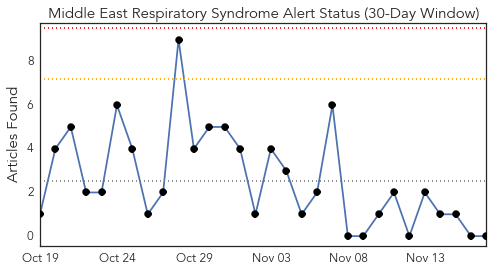 Middle East Respiratory Syndrome Alert Status (30-Day Window)
Articles Found
8
6
4
2
0
Oct 19 Oct 24 Oct 29 Nov 03 Nov 08 Nov 13